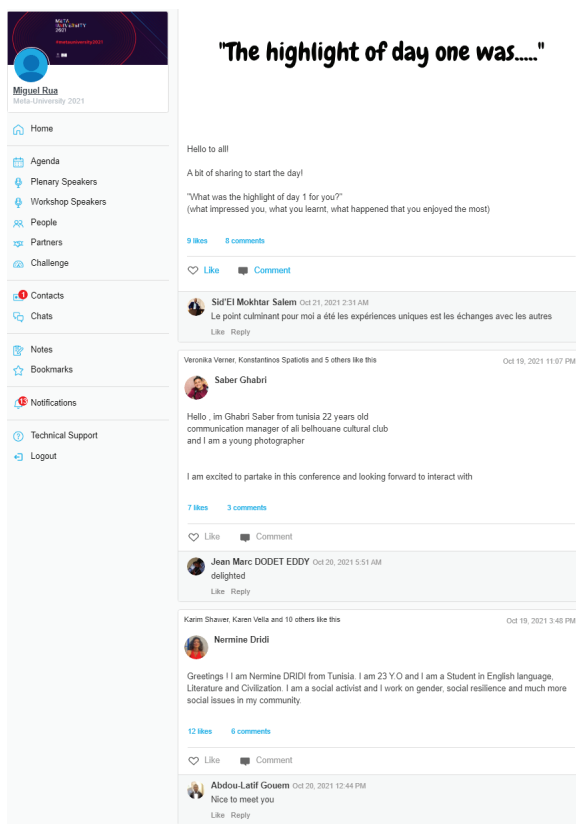 META
UNIVERSITY
2021
#metauniversity2021
Miguel Rua
Meta-University 2021
Home
Agenda
Plenary Speakers
Workshop Speakers
People
Partners
Challenge
1
Contacts
Chats
Notes
Bookmarks
13
Notifications
Technical Support
Logout
"The highlight of day one was....."
Hello to all!
A bit of sharing to start the day!
"What was the highlight of day 1 for you?"
(what impressed you, what you learnt, what happened that you enjoyed the most)
9 likes 8 comments
Like Comment
Sid'El Mokhtar Salem Oct 21, 2021 2:31 AM
Le point culminant pour moi a été les expériences uniques est les échanges avec les autres
Like Reply
Veronika Verner, Konstantinos Spatiotis and 5 others like this Oct 19, 2021 11:07 PM
Saber Ghabri
Hello , im Ghabri Saber from tunisia 22 years old
communication manager of ali belhouane cultural club
and I am a young photographer
I am excited to partake in this conference and looking forward to interact with
7 likes 3 comments
Like Comment
Jean Marc DODET EDDY Oct 20, 2021 5:51 AM
delighted
Like Reply
Karim Shawer, Karen Vella and 10 others like this Oct 19, 2021 3:48 PM
Nermine Dridi
Greetings ! I am Nermine DRIDI from Tunisia. I am 23 Y.O and I am a Student in English language,
Literature and Civilization. I am a social activist and I work on gender, social resilience and much more
social issues in my community.
12 likes 6 comments
Like Comment
Abdou-Latif Gouem Oct 20, 2021 12:44 PM
Nice to meet you
Like Reply